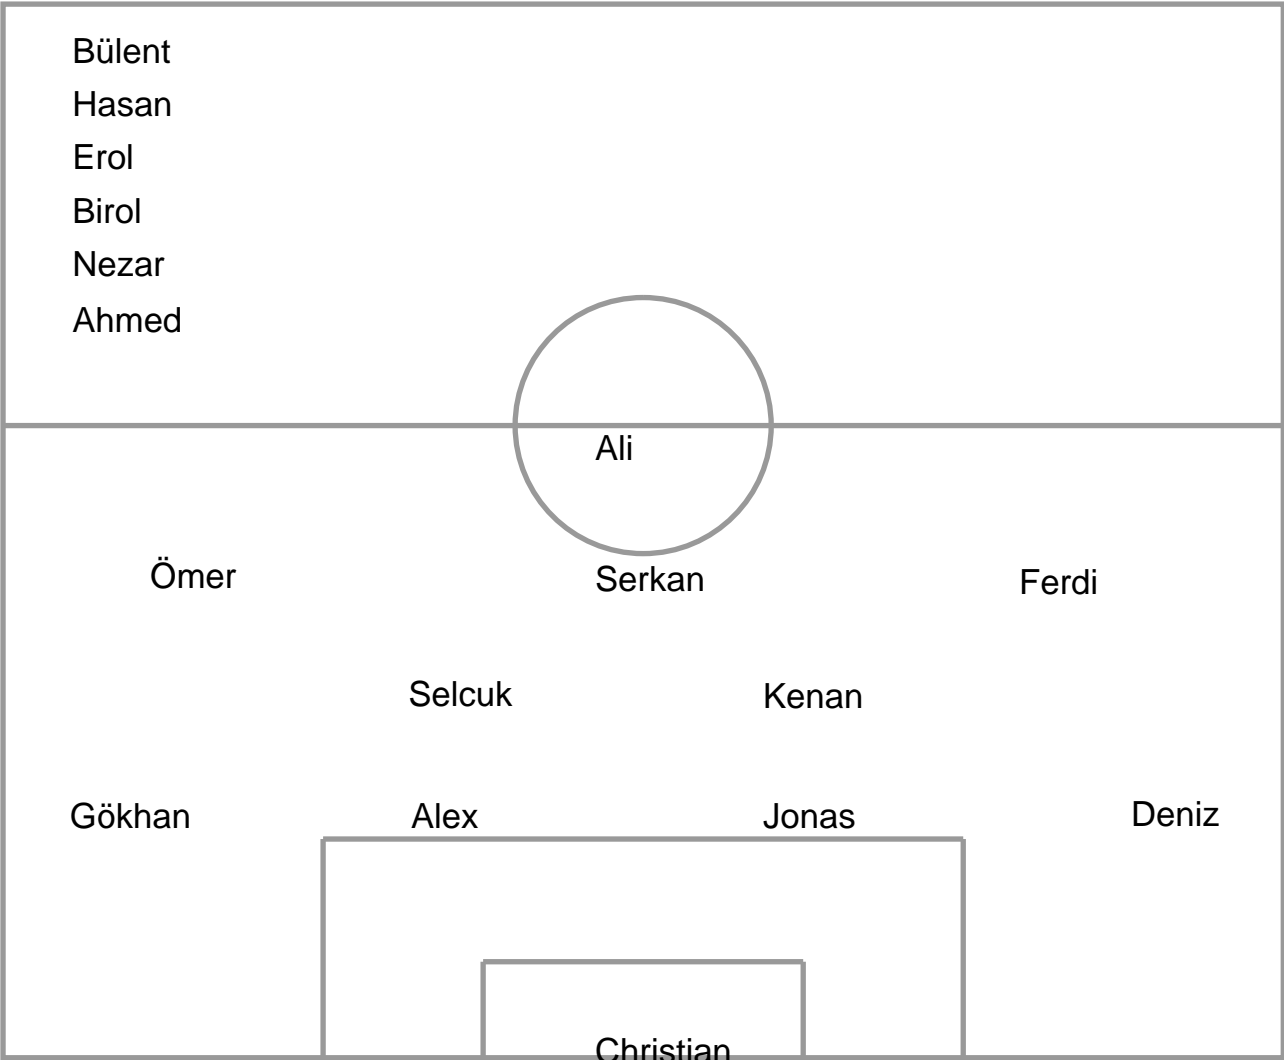 Bülent
Hasan
Erol
Birol
Nezar
Ahmed
Ali
Ömer Serkan Ferdi
Selcuk Kenan
Gökhan Alex Jonas Deniz
Christian